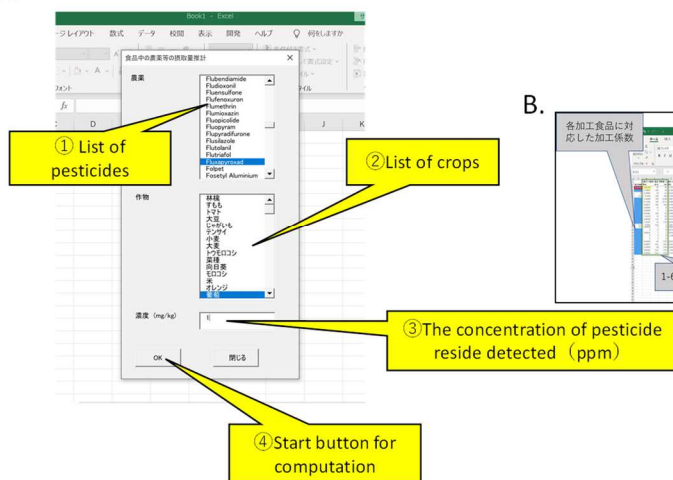 Book1 - Excel
ージレイアウト 数式 データ 校閲 表示 開発 ヘルプ 何をしますか
食品中の農薬等の摂取量推計
fx
D
J
K
農薬
Flubendiamide
Fludioxonil
Fluensulfone
Flufenoxuron
Flumethrin
Flumioxazin
Fluopicolide
Fluopyram
Flupyradifurone
Flusilazole
Flutolanil
Flutriafol
Fluxapyroxad
Folpet
Fosetyl Aluminium
① List of
pesticides
②List of crops
作物
林檎
すもも
トマト
大豆
じゃがいも
テンサイ
小麦
大麦
トウモロコシ
菜種
向日葵
モロコシ
米
オレンジ
葡萄
濃度 (mg/kg)
1
③The concentration of pesticide
reside detected (ppm)
OK
閉じる
④Start button for
computation
B.
各加工食品に対
応した加工係数